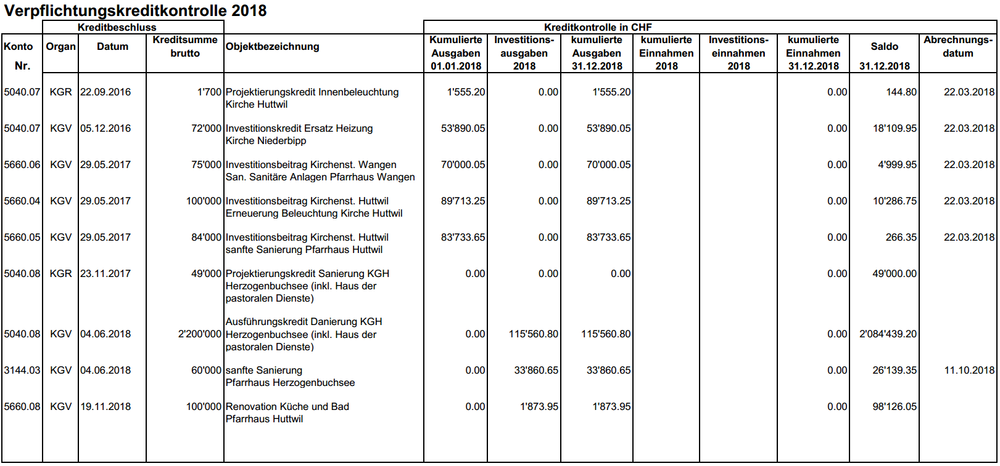 Verpflichtungskreditkontrolle 2018
Kreditbeschluss Kreditkontrolle in CHF
Konto Nr. Organ Datum Kreditsumme brutto Objektbezeichnung Kumulierte Ausgaben 01.01.2018 Investitions-ausgaben 2018 kumulierte Ausgaben 31.12.2018 kumulierte Einnahmen 2018 Investitions-einnahmen 2018 kumulierte Einnahmen 31.12.2018 Saldo 31.12.2018 Abrechnungs-datum
5040.07 KGR 22.09.2016 1'700 Projektierungskredit Innenbeleuchtung 1'555.20 0.00 1'555.20 0.00 144.80 22.03.2018
Kirche Huttwil
5040.07 KGV 05.12.2016 72'000 Investitionskredit Ersatz Heizung 53'890.05 0.00 53'890.05 0.00 18'109.95 22.03.2018
Kirche Niederbipp
5660.06 KGV 29.05.2017 75'000 Investitionsbeitrag Kirchenst. Wangen 70'000.05 0.00 70'000.05 0.00 4'999.95 22.03.2018
San. Sanitäre Anlagen Pfarrhaus Wangen
5660.04 KGV 29.05.2017 100'000 Investitionsbeitrag Kirchenst. Huttwil 89'713.25 0.00 89'713.25 0.00 10'286.75 22.03.2018
Erneuerung Beleuchtung Kirche Huttwil
5660.05 KGV 29.05.2017 84'000 Investitionsbeitrag Kirchenst. Huttwil 83'733.65 0.00 83'733.65 0.00 266.35 22.03.2018
sanfte Sanierung Pfarrhaus Huttwil
5040.08 KGR 23.11.2017 49'000 Projektierungskredit Sanierung KGH 0.00 0.00 0.00 0.00 49'000.00
Herzogenbuchsee (inkl. Haus der
pastoralen Dienste)
Ausführungskredit Danierung KGH
5040.08 KGV 04.06.2018 2'200'000 Herzogenbuchsee (inkl. Haus der 0.00 115'560.80 115'560.80 0.00 2'084'439.20
pastoralen Dienste)
3144.03 KGV 04.06.2018 60'000 sanfte Sanierung 0.00 33'860.65 33'860.65 0.00 26'139.35 11.10.2018
Pfarrhaus Herzogenbuchsee
5660.08 KGV 19.11.2018 100'000 Renovation Küche und Bad 0.00 1'873.95 1'873.95 0.00 98'126.05
Pfarrhaus Huttwil